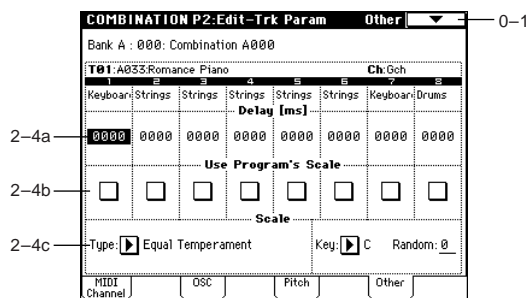 COMBINATION P2:Edit-Trk Param Other
0–1
Bank A : 000: Combination A000
T01:A033:Romance Piano Ch:Gch
1 2 3 4 5 6 7 8
Keyboar Strings Strings Strings Strings Strings Keyboar Drums
Delay [ms]
2–4a
0000 0000 0000 0000 0000 0000 0000 0000
Use Program's Scale
2–4b
Scale
2–4c
Type: Equal Temperament Key: C Random: 0
MIDI Channel OSC Pitch Other